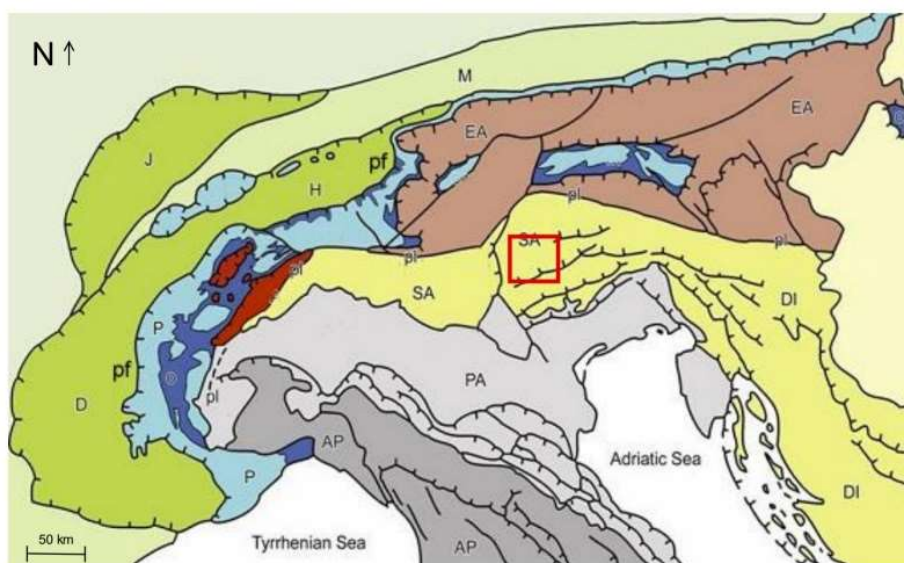 N ↑
M
EA
EA
J
pf
H
pl
pl
SA
pl
pl
SA
DI
P
pf
O
D
PA
pl
AP
P
Adriatic Sea
DI
50 km
Tyrrhenian Sea
AP